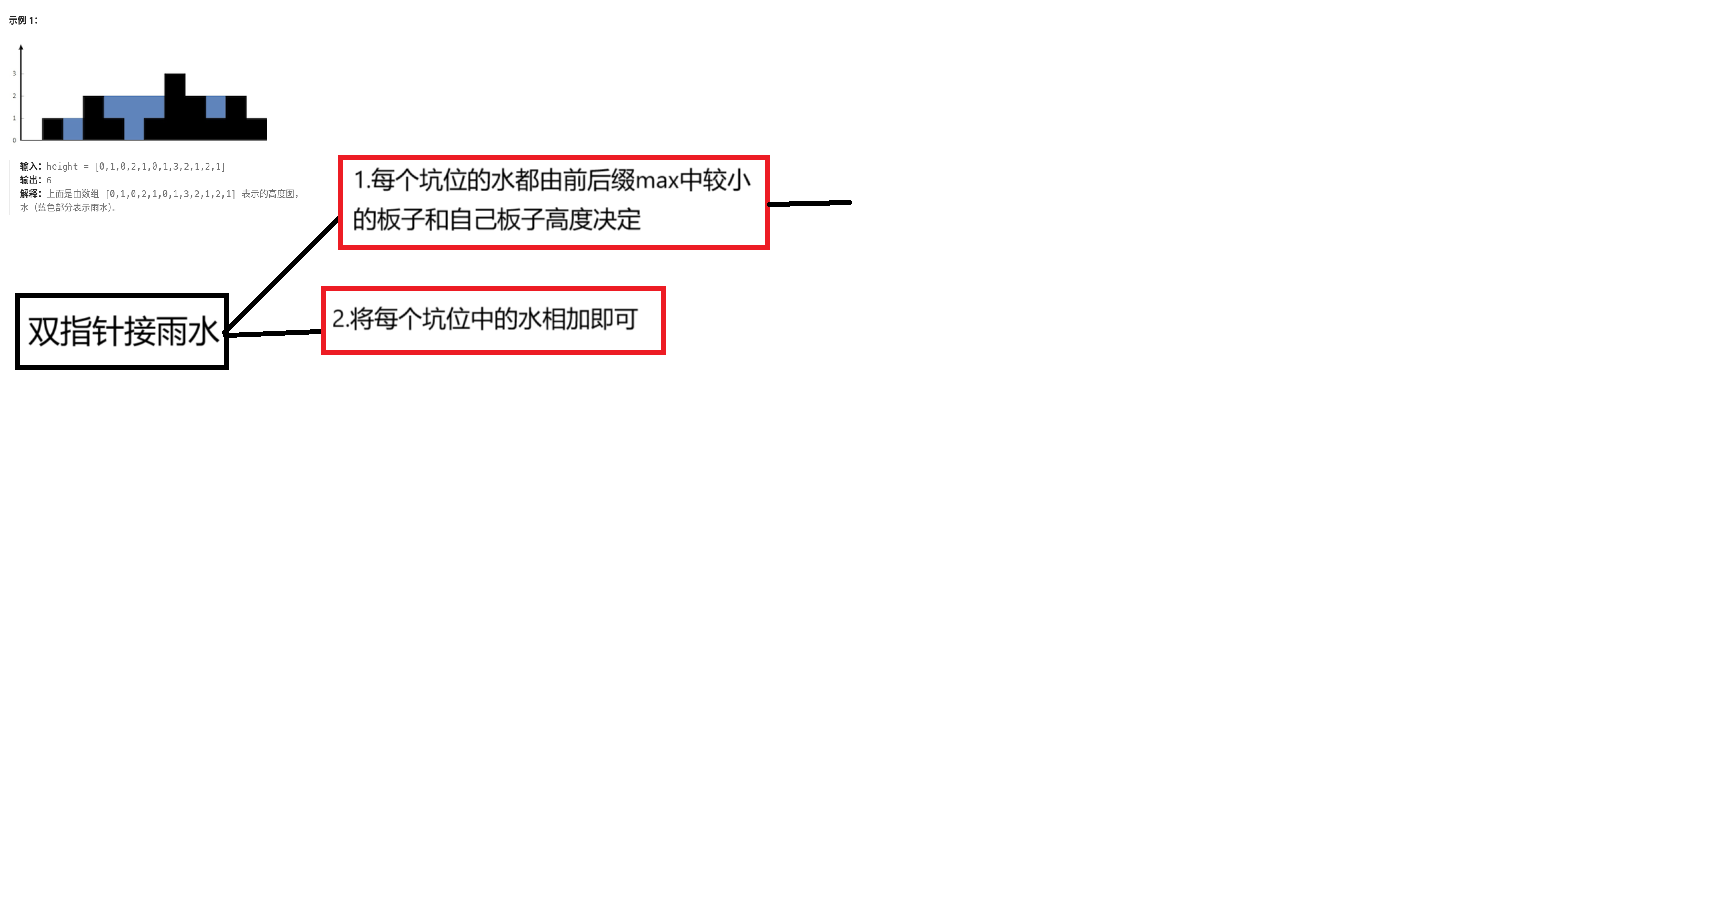 示例 1：
3
2
1
0
输入：height = [0,1,0,2,1,0,1,3,2,1,2,1]
输出：6
解释：上面是由数组 [0,1,0,2,1,0,1,3,2,1,2,1] 表示的高度图，
水（蓝色部分表示雨水）。
1.每个坑位的水都由前后缀max中较小
的板子和自己板子高度决定
双指针接雨水
2.将每个坑位中的水相加即可